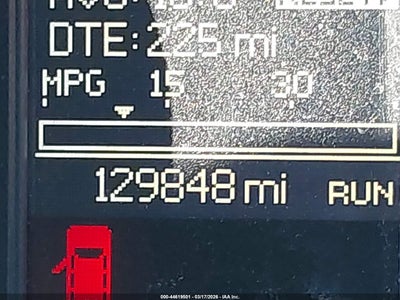 DTE: 225 mi
MPG 15 30
129848 mi RUN
000-44619501 - 03/17/2026 - IAA Inc.